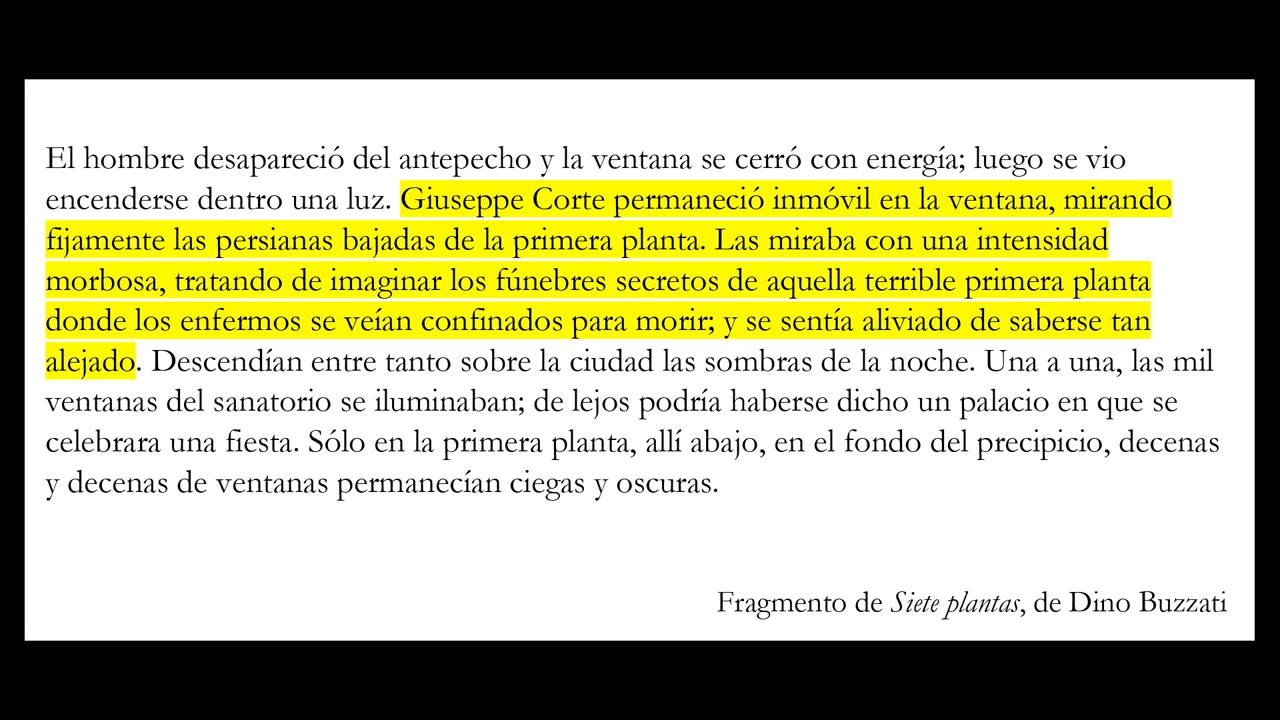 El hombre desapareció del antepecho y la ventana se cerró con energía; luego se vio
encenderse dentro una luz. Giuseppe Corte permaneció inmóvil en la ventana, mirando
fijamente las persianas bajadas de la primera planta. Las miraba con una intensidad
morbosa, tratando de imaginar los fúnebres secretos de aquella terrible primera planta
donde los enfermos se veían confinados para morir; y se sentía aliviado de saberse tan
alejado. Descendían entre tanto sobre la ciudad las sombras de la noche. Una a una, las mil
ventanas del sanatorio se iluminaban; de lejos podría haberse dicho un palacio en que se
celebrara una fiesta. Sólo en la primera planta, allí abajo, en el fondo del precipicio, decenas
y decenas de ventanas permanecían ciegas y oscuras.
Fragmento de Siete plantas, de Dino Buzzati